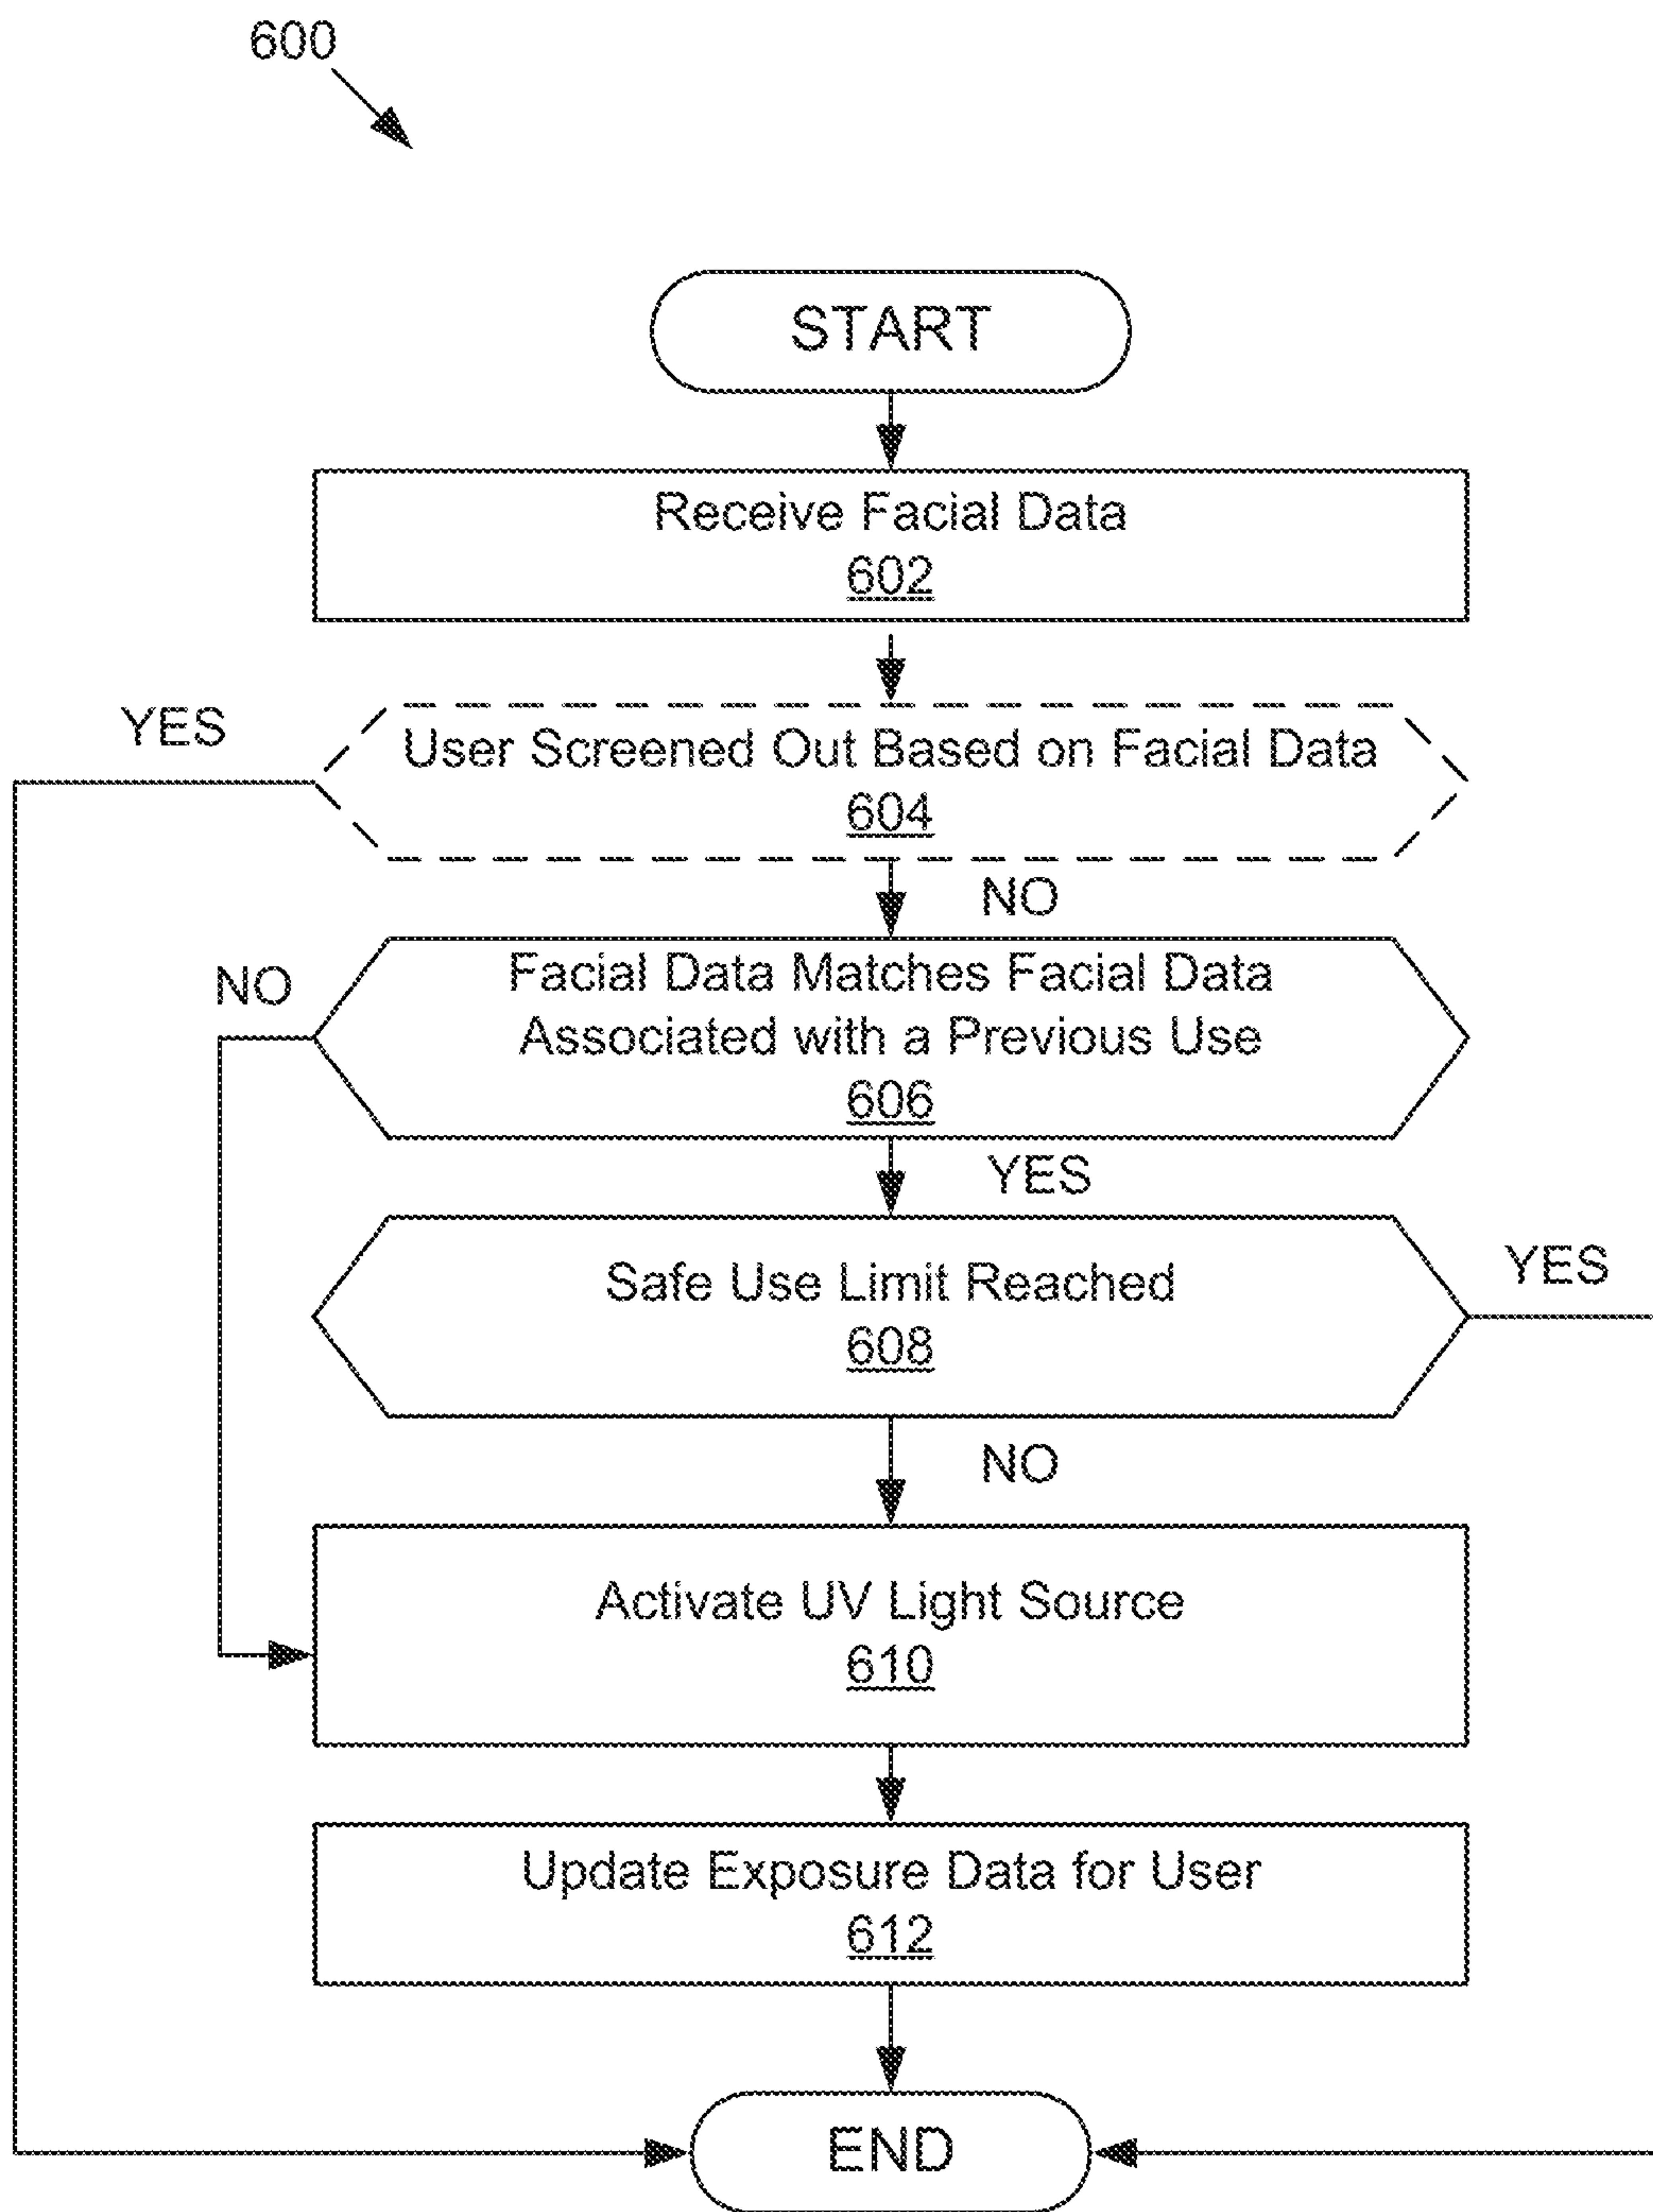 600
START
Receive Facial Data
602
YES
User Screened Out Based on Facial Data
604
NO
NO
Facial Data Matches Facial Data
Associated with a Previous Use
606
YES
Safe Use Limit Reached
608
YES
NO
Activate UV Light Source
610
Update Exposure Data for User
612
END